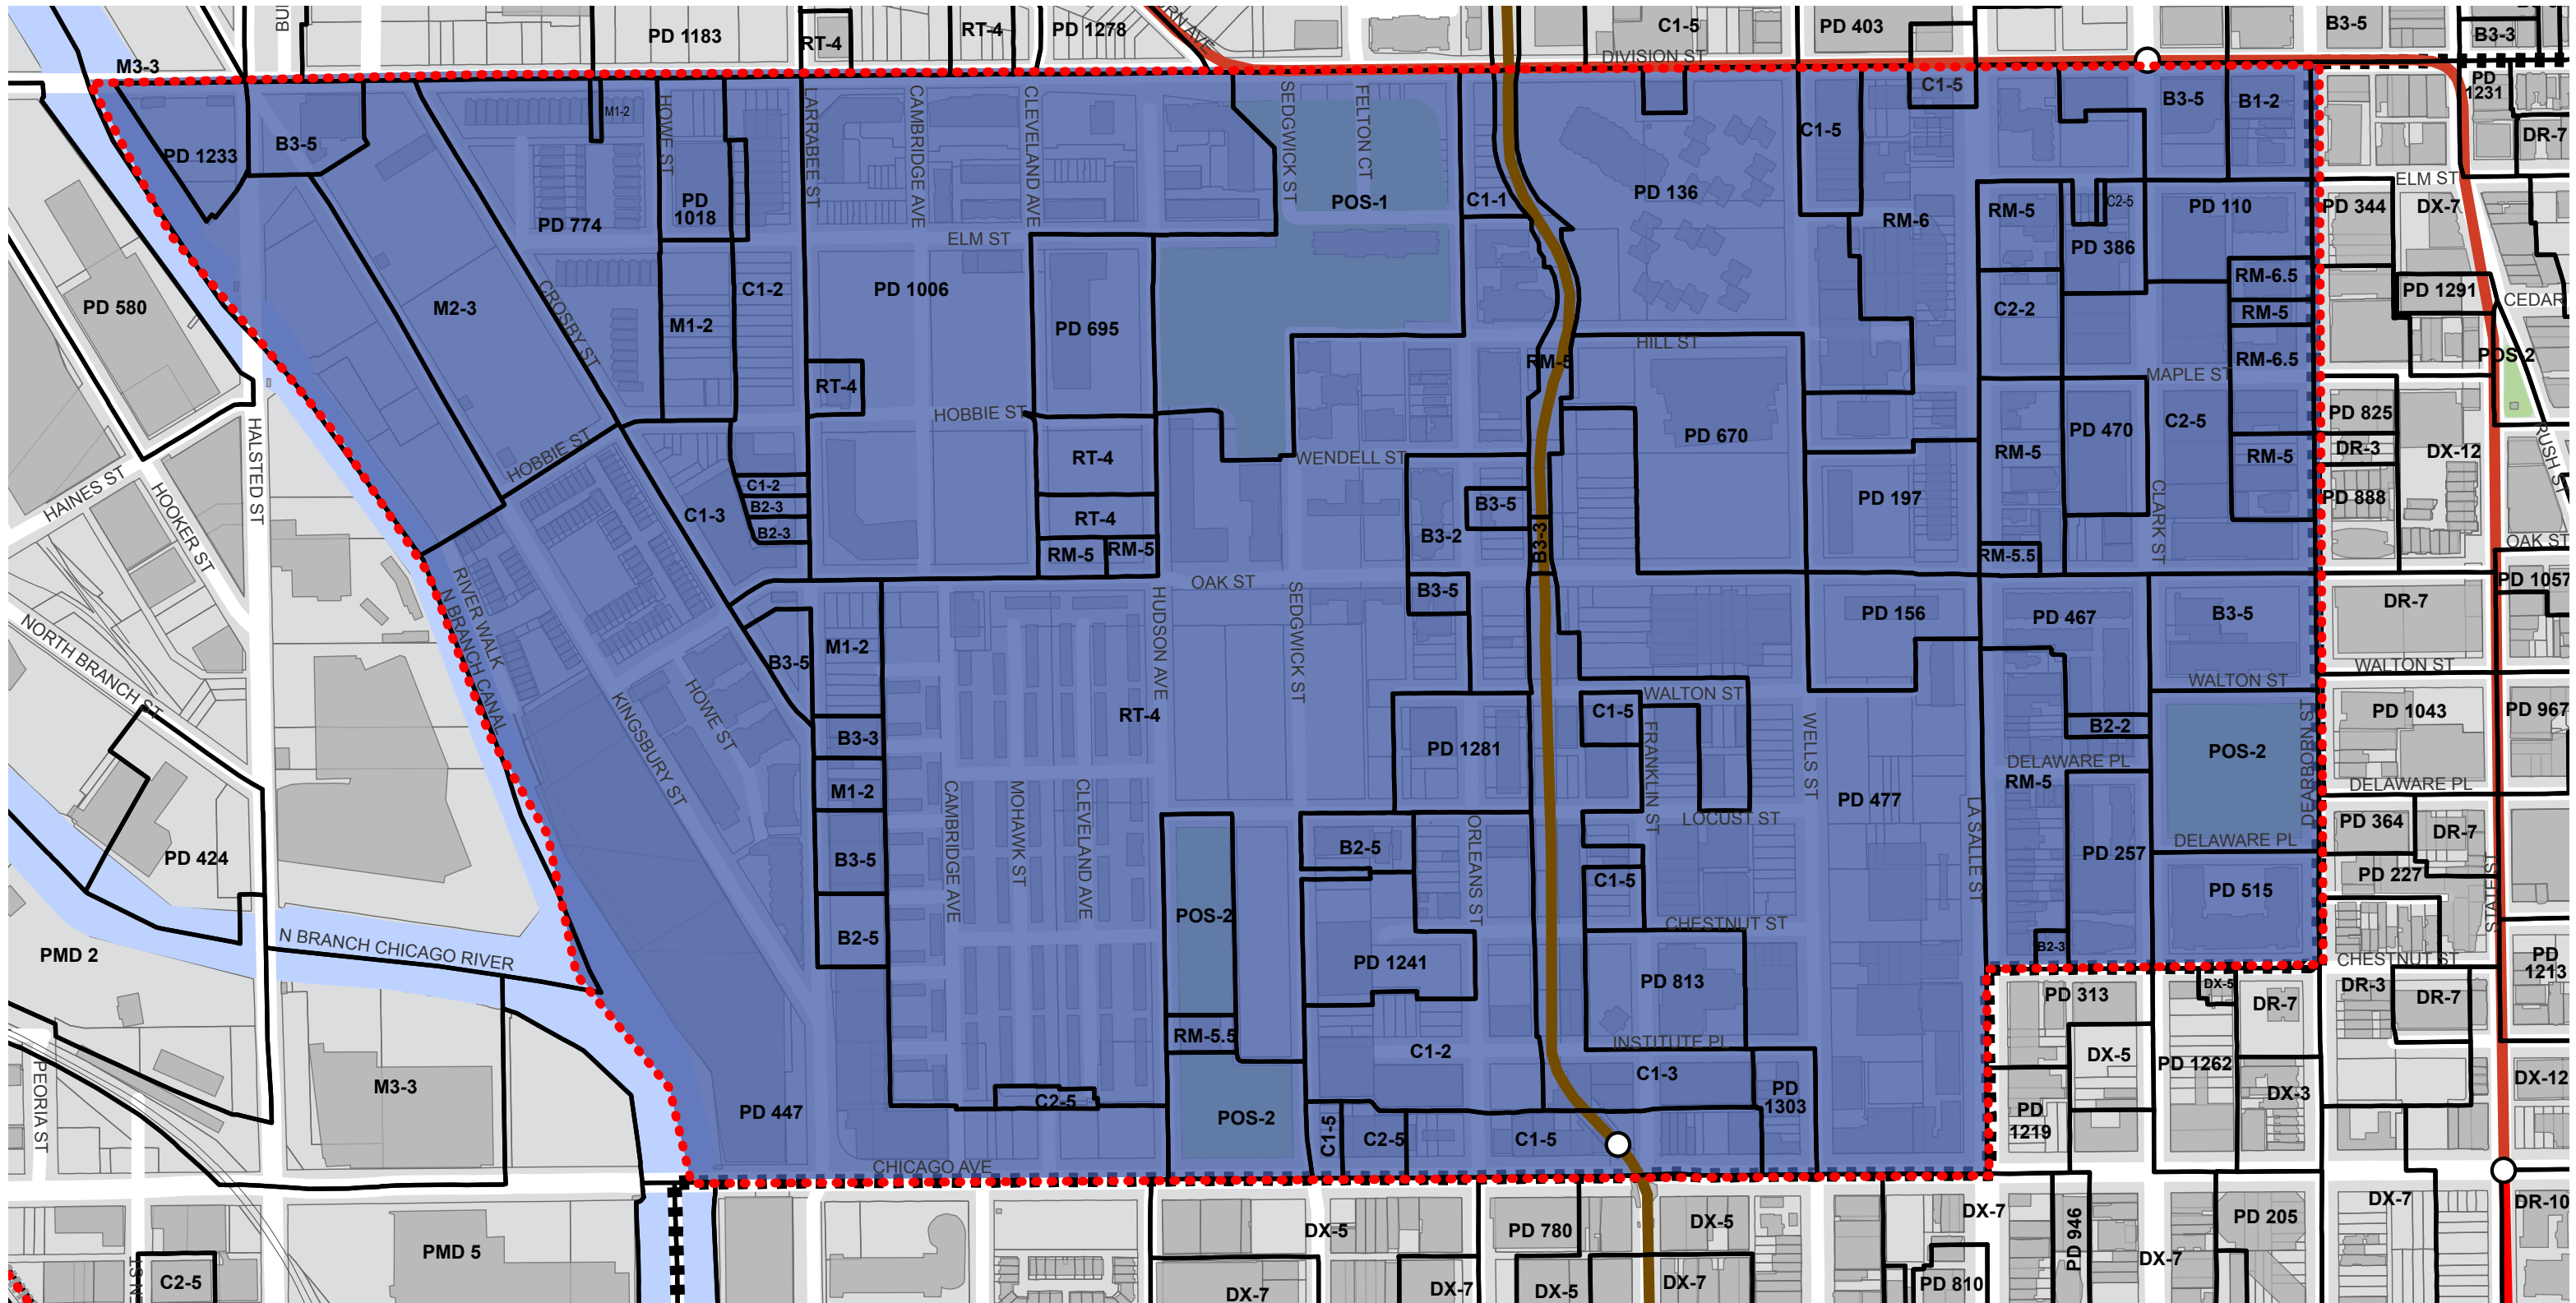 PD 1183
RT-4
RT-4
PD 1278
C1-5
PD 403
B3-5
B3-3
M3-3
DIVISION ST
PD
1231
DR-7
PD 1233
B3-5
M1-2
HOWE ST
LARRABEE ST
CAMBRIDGE AVE
CLEVELAND AVE
SEDGWICK ST
FELTON CT
C1-5
C1-5
B3-5
B1-2
PD 774
PD
1018
ELM ST
POS-1
C1-1
PD 136
RM-6
RM-5
C2-5
PD 386
PD 110
ELM ST
PD 344
DX-7
PD 580
M2-3
CROSBY ST
M1-2
C1-2
PD 1006
PD 695
C2-2
RM-6.5
RM-5
RM-6.5
PD 1291
CEDAR
POS-2
RT-4
HILL ST
RM-5
MAPLE ST
HOBBIE ST
HOBBIE ST
RT-4
WENDELL ST
PD 670
PD 197
RM-5
PD 470
C2-5
RM-5
PD 825
DR-3
DX-12
PD 888
RUSH ST
HALSTED ST
HAINES ST
HOOKER ST
C1-3
C1-2
B2-3
B2-3
RT-4
RM-5
RM-5
B3-2
B3-5
B3-3
RM-5.5
CLARK ST
OAK ST
OAK ST
PD 1057
RIVER WALK
N BRANCH CANAL
NORTH BRANCH ST
B3-5
M1-2
HUDSON AVE
SEDGWICK ST
B3-5
PD 156
PD 467
B3-5
DR-7
WALTON ST
WALTON ST
WALTON ST
KINGSBURY ST
HOWE ST
B3-3
M1-2
RT-4
PD 1281
C1-5
FRANKLIN ST
WELLS ST
B2-2
DELAWARE PL
RM-5
POS-2
DEARBORN ST
PD 1043
PD 967
DELAWARE PL
CAMBRIDGE AVE
MOHAWK ST
CLEVELAND AVE
ORLEANS ST
LOCUST ST
PD 477
LA SALLE ST
PD 257
DELAWARE PL
PD 364
DR-7
PD 424
B3-5
B2-5
C1-5
PD 515
PD 227
STATE ST
POS-2
CHESTNUT ST
B2-5
B2-3
CHESTNUT ST
PMD 2
N BRANCH CHICAGO RIVER
PD 1241
PD 813
PD 313
DX-5
DR-7
DR-3
DR-7
PD
1213
RM-5.5
C1-2
INSTITUTE PL
C1-3
PD
1303
DX-5
PD 1262
DX-3
DX-12
PEORIA ST
M3-3
PD 447
C2-5
POS-2
C1-5
C2-5
C1-5
PD
1219
CHICAGO AVE
PMD 5
C2-5
DX-5
DX-7
PD 780
DX-7
DX-5
DX-5
DX-7
DX-7
PD 810
PD 946
DX-7
PD 205
DX-7
DR-10